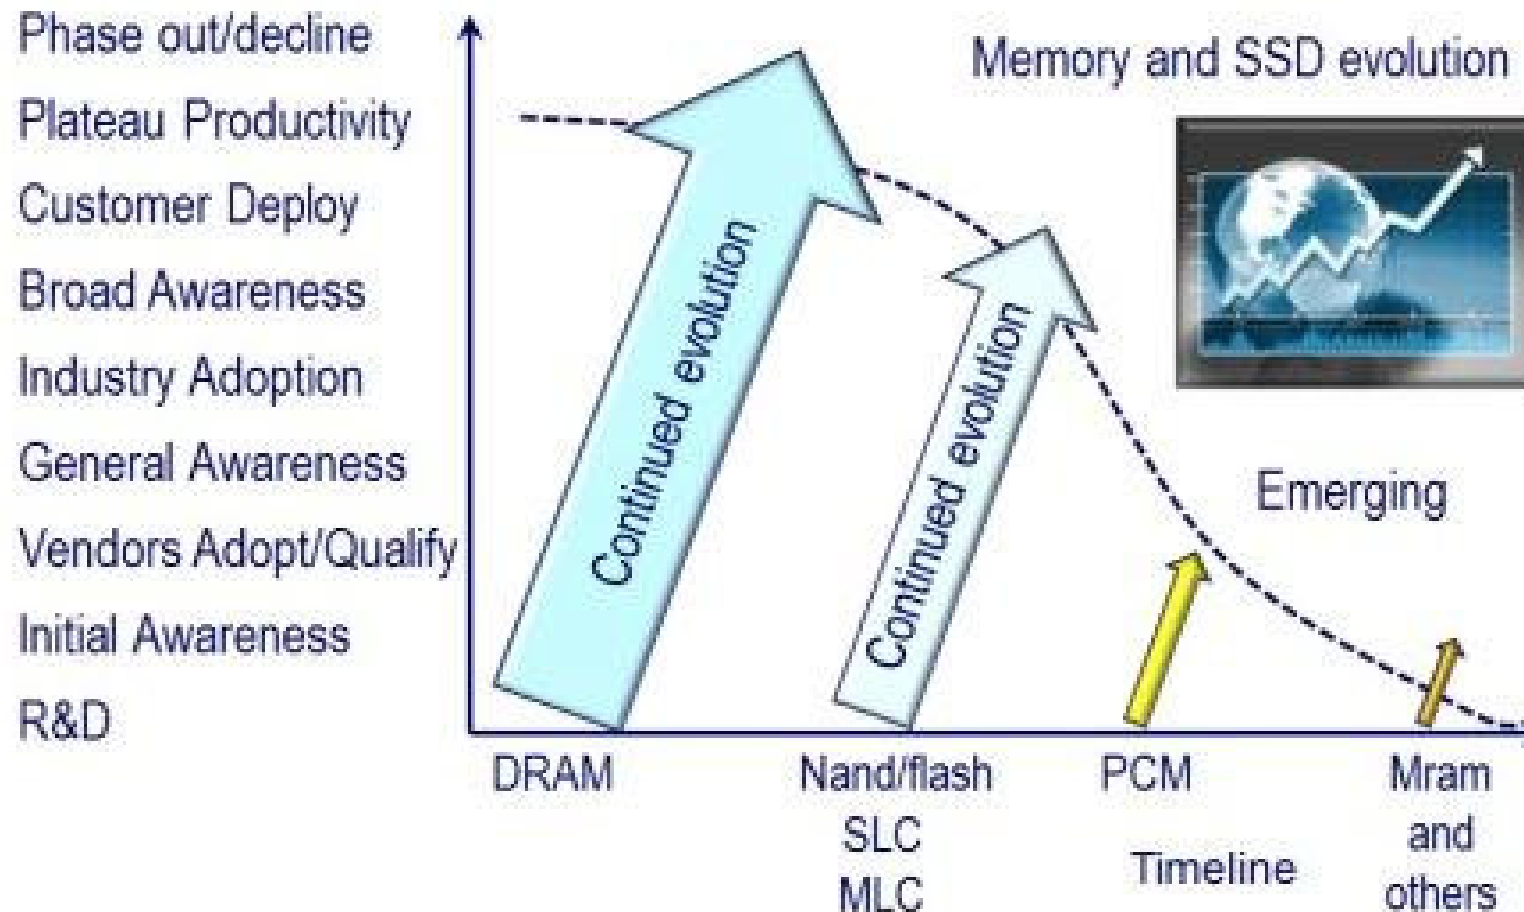 Phase out/decline
Plateau Productivity
Customer Deploy
Broad Awareness
Industry Adoption
General Awareness
Vendors Adopt/Qualify
Initial Awareness
R&D
Memory and SSD evolution
Continued evolution
Continued evolution
Emerging
DRAM
Nand/flash
SLC
MLC
PCM
Timeline
Mram
and
others